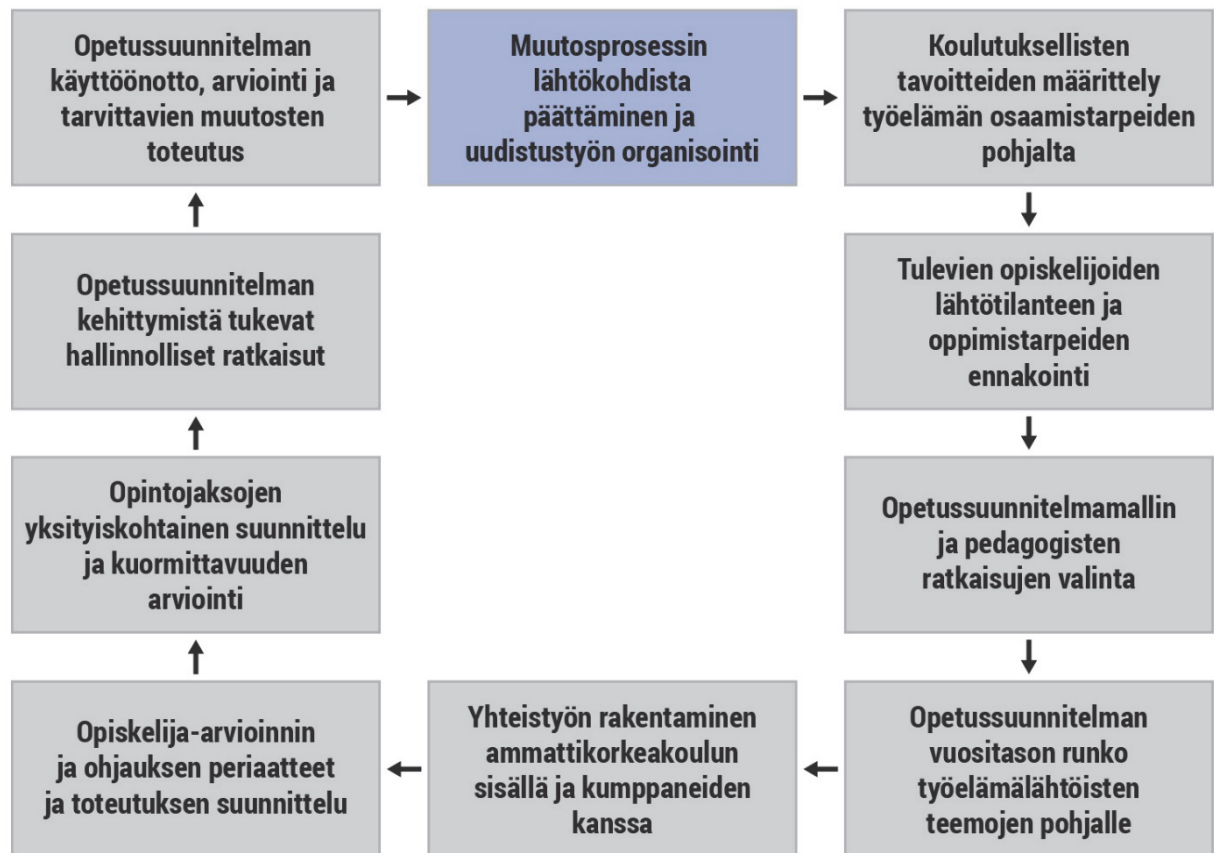 Opetussuunnitelman
käyttöönotto, arviointi ja
tarvittavien muutosten
toteutus
Muutosprosessin
lähtökohdista
päättäminen ja
uudistustyön organisointi
Koulutuksellisten
tavoitteiden määrittely
työelämän osaamistarpeiden
pohjalta
Tulevien opiskelijoiden
lähtötilanteen ja
oppimistarpeiden
ennakointi
Opetussuunnitelmamallin
ja pedagogisten
ratkaisujen valinta
Opetussuunnitelman
vuositason runko
työelämälähtöisten
teemojen pohjalle
Yhteistyön rakentaminen
ammattikorkeakoulun
sisällä ja kumppaneiden
kanssa
Opiskelija-arvioinnin
ja ohjauksen periaatteet
ja toteutuksen suunnittelu
Opintojaksojen
yksityiskohtainen suunnittelu
ja kuormittavuuden
arviointi
Opetussuunnitelman
kehittymistä tukevat
hallinnolliset ratkaisut